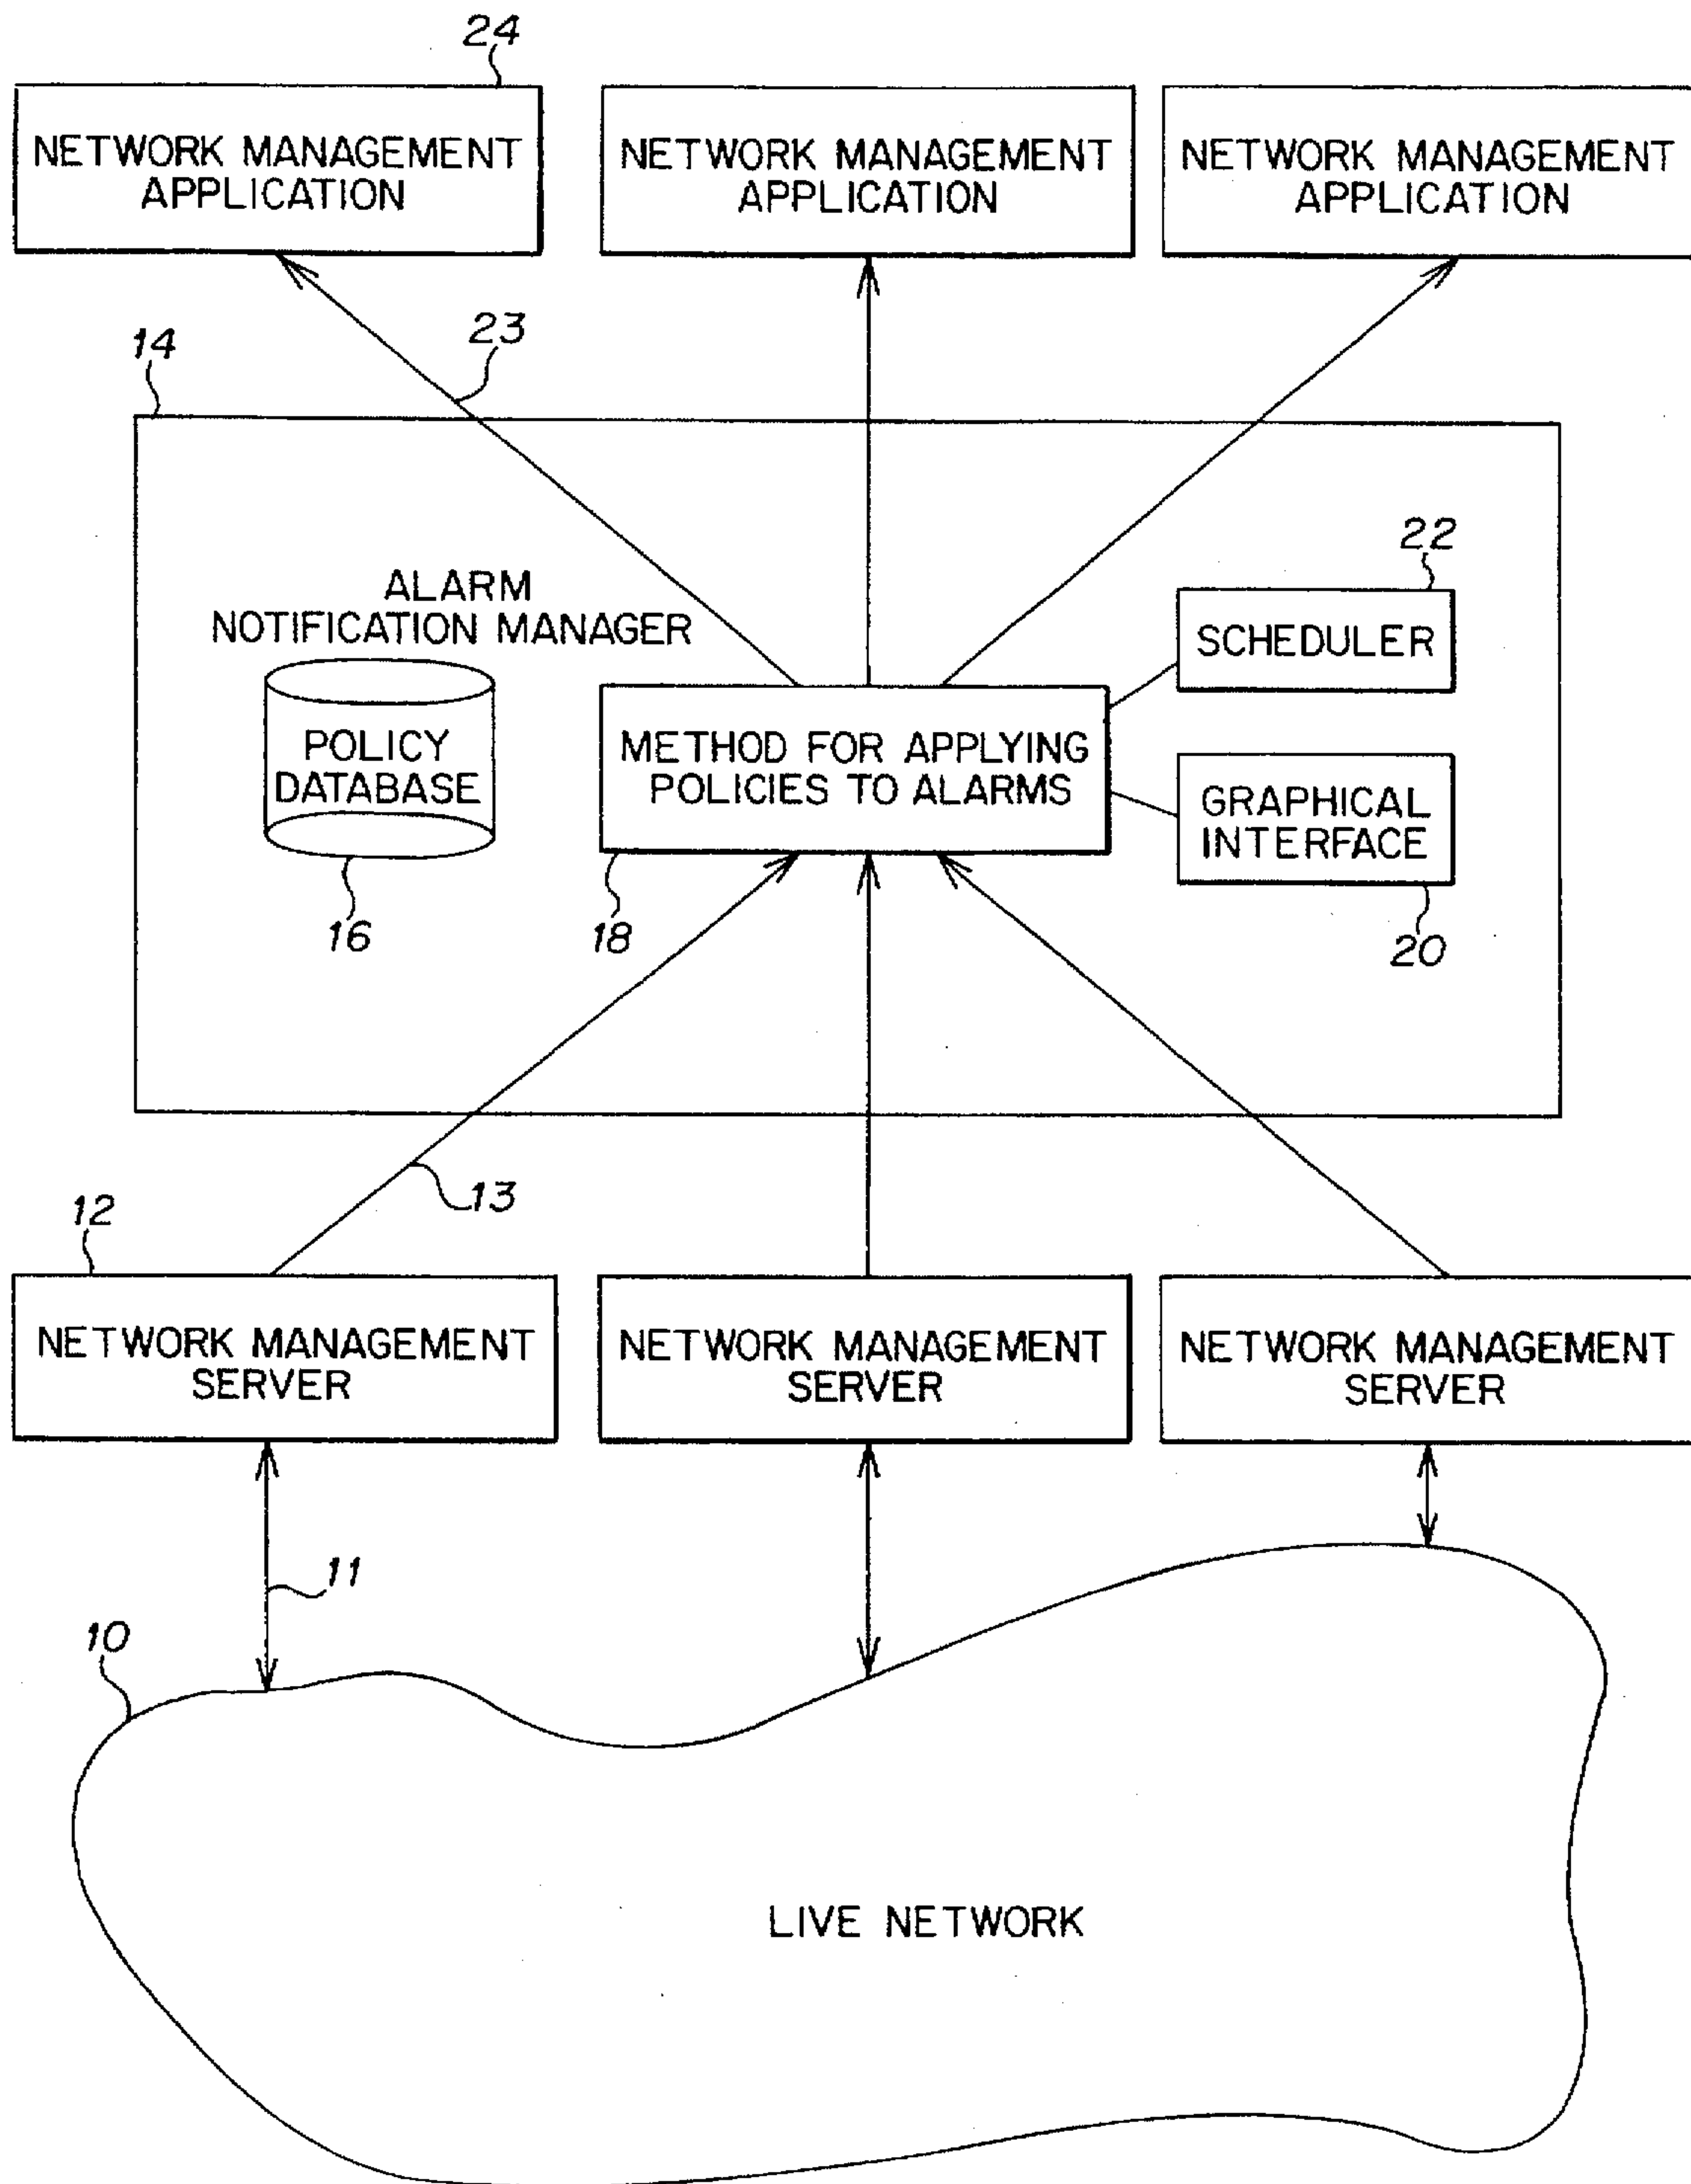 24
NETWORK MANAGEMENT
APPLICATION
NETWORK MANAGEMENT
APPLICATION
NETWORK MANAGEMENT
APPLICATION
23
14
22
ALARM
NOTIFICATION MANAGER
SCHEDULER
POLICY
DATABASE
METHOD FOR APPLYING
POLICIES TO ALARMS
GRAPHICAL
INTERFACE
16
18
20
13
12
NETWORK MANAGEMENT
SERVER
NETWORK MANAGEMENT
SERVER
NETWORK MANAGEMENT
SERVER
11
10
LIVE NETWORK